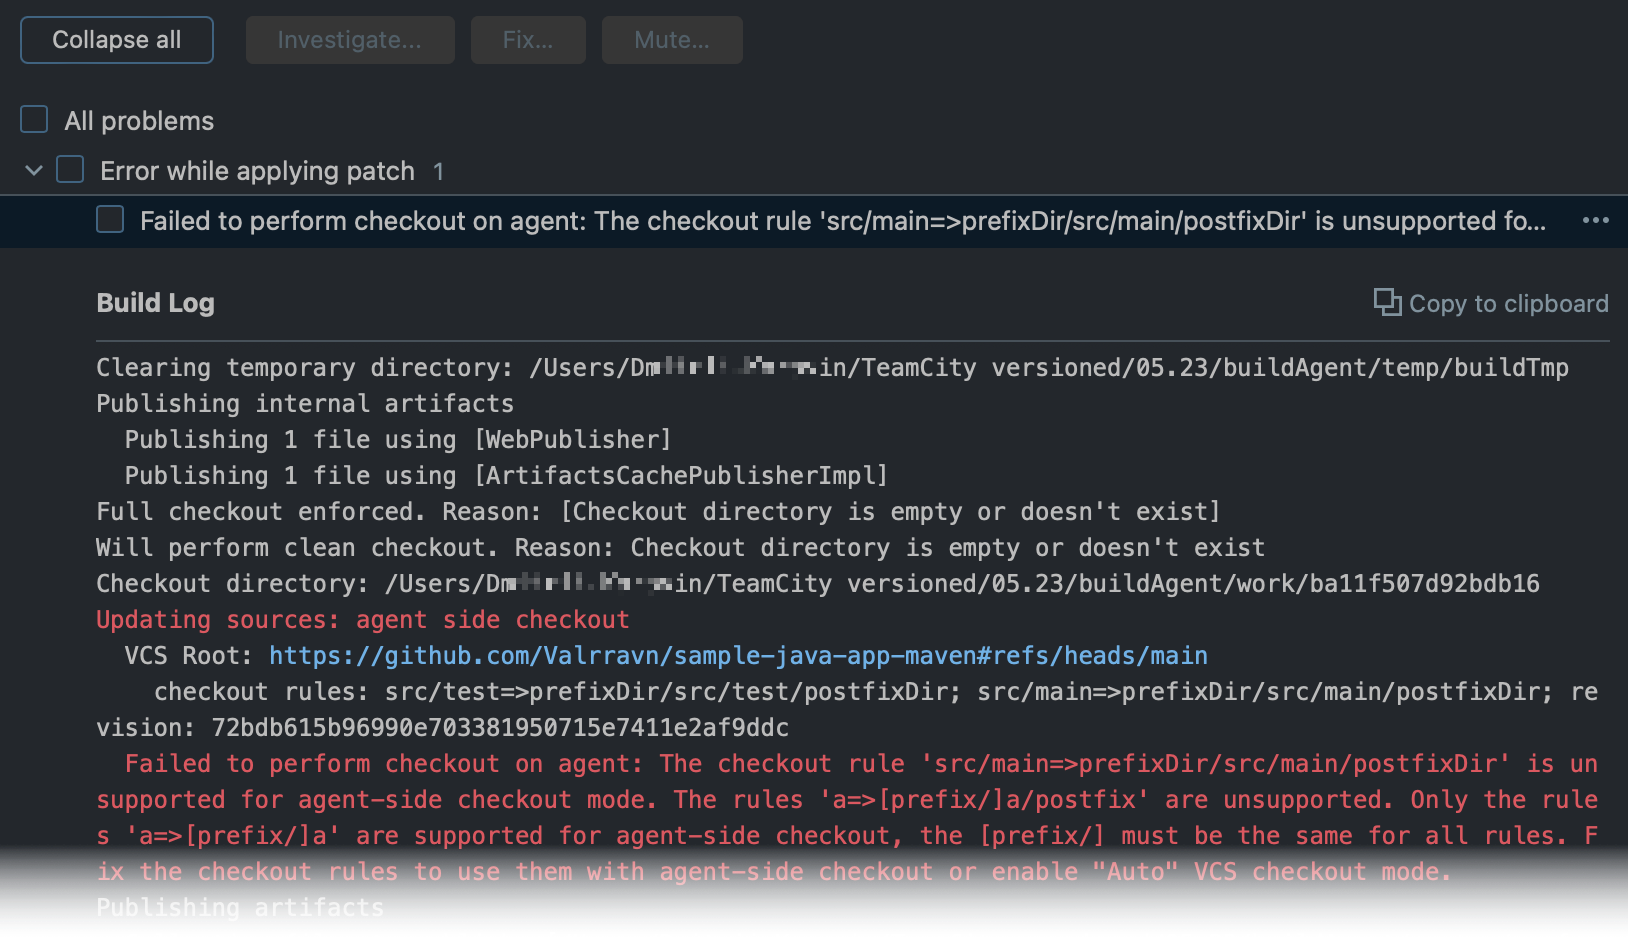 Collapse all Investigate... Fix... Mute...
All problems
Error while applying patch 1
Failed to perform checkout on agent: The checkout rule 'src/main=>prefixDir/src/main/postfixDir' is unsupported fo...
Build Log Copy to clipboard
Clearing temporary directory: /Users/Dm in/TeamCity versioned/05.23/buildAgent/temp/buildTmp
Publishing internal artifacts
Publishing 1 file using [WebPublisher]
Publishing 1 file using [ArtifactsCachePublisherImpl]
Full checkout enforced. Reason: [Checkout directory is empty or doesn't exist]
Will perform clean checkout. Reason: Checkout directory is empty or doesn't exist
Checkout directory: /Users/Dm in/TeamCity versioned/05.23/buildAgent/work/ba11f507d92bdb16
Updating sources: agent side checkout
VCS Root: https://github.com/Valrravn/sample-java-app-maven#refs/heads/main
checkout rules: src/test=>prefixDir/src/test/postfixDir; src/main=>prefixDir/src/main/postfixDir; re
vision: 72bdb615b96990e703381950715e7411e2af9ddc
Failed to perform checkout on agent: The checkout rule 'src/main=>prefixDir/src/main/postfixDir' is un
supported for agent-side checkout mode. The rules 'a=>[prefix/]a/postfix' are unsupported. Only the rule
s 'a=>[prefix/]a' are supported for agent-side checkout, the [prefix/] must be the same for all rules. F
ix the checkout rules to use them with agent-side checkout or enable "Auto" VCS checkout mode.
Publishing artifacts